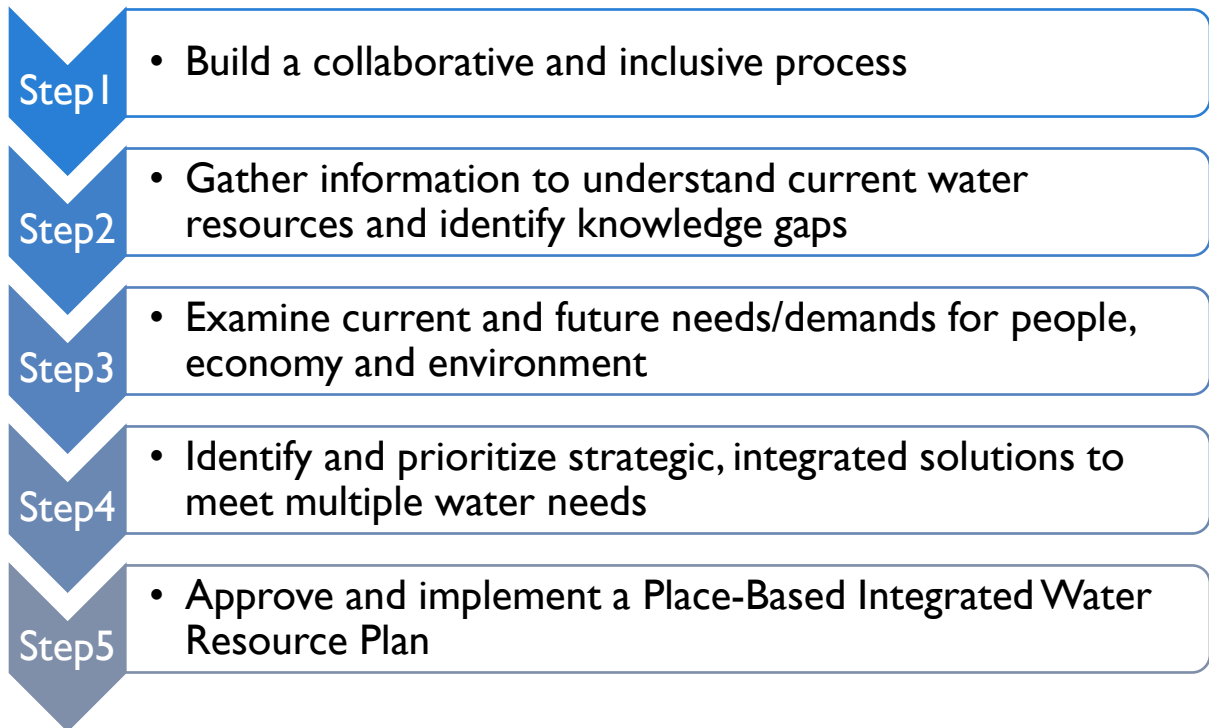 Step1
• Build a collaborative and inclusive process
Step2
• Gather information to understand current water
resources and identify knowledge gaps
Step3
• Examine current and future needs/demands for people,
economy and environment
Step4
• Identify and prioritize strategic, integrated solutions to
meet multiple water needs
Step5
• Approve and implement a Place-Based Integrated Water
Resource Plan